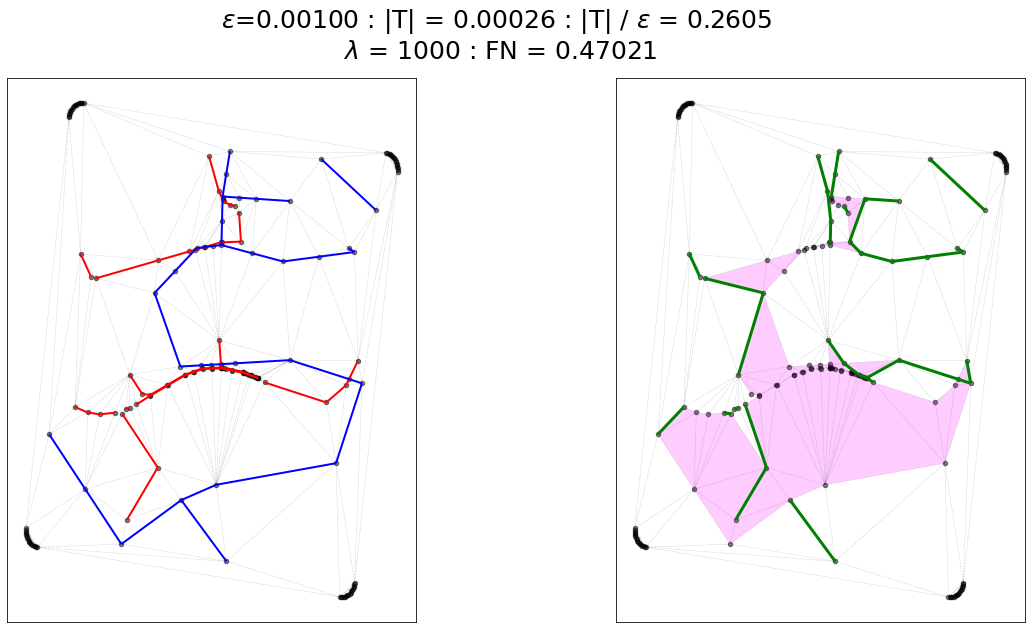 ε=0.00100 : |T| = 0.00026 : |T| / ε = 0.2605
λ = 1000 : FN = 0.47021